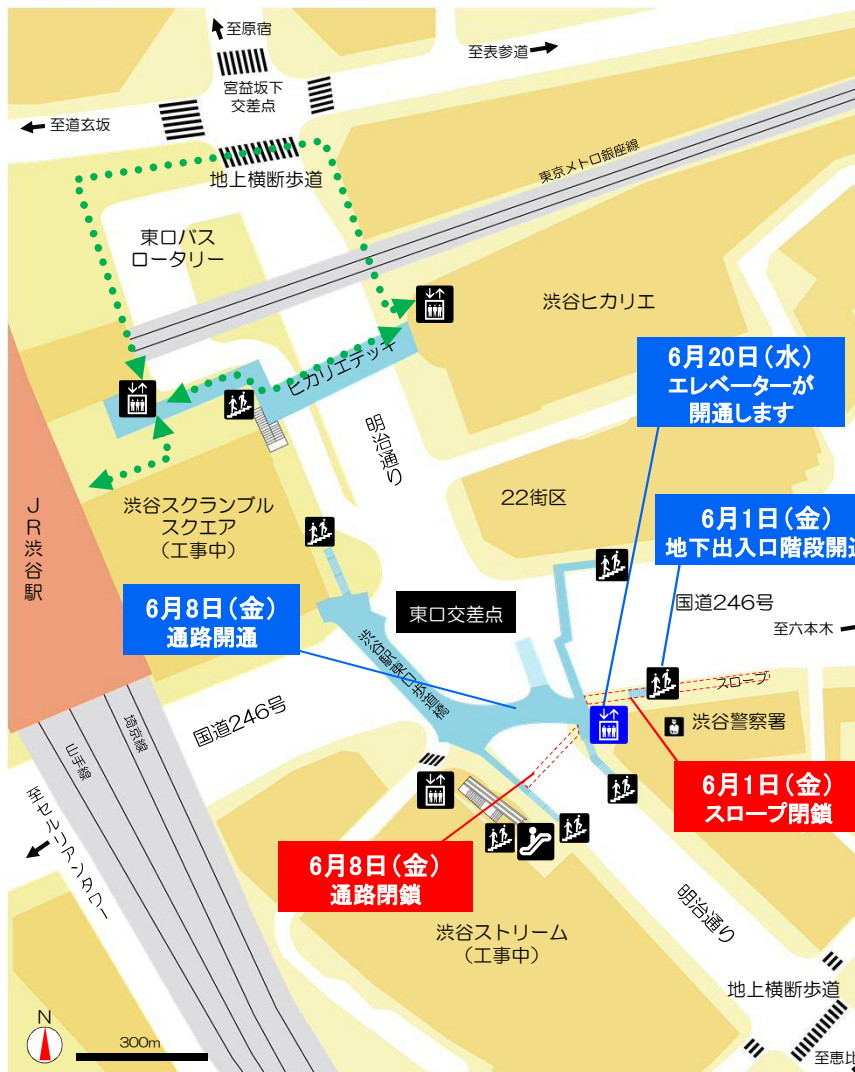 至原宿
至表参道
宮益坂下
交差点
至道玄坂
地上横断歩道
東京メトロ銀座線
東口バス
ロータリー
渋谷ヒカリエ
ヒカリエデッキ
6月20日(水)
エレベーターが
開通します
明治通り
JR渋谷駅
渋谷スクランブル
スクエア
(工事中)
22街区
6月1日(金)
地下出入口階段開通
6月8日(金)
通路開通
東口交差点
国道246号
至六本木
渋谷駅東口歩道橋
スロープ
国道246号
渋谷警察署
埼京線
山手線
6月1日(金)
スロープ閉鎖
至セルリアンタワー
6月8日(金)
通路閉鎖
明治通り
渋谷ストリーム
(工事中)
地上横断歩道
N
300m
至恵比